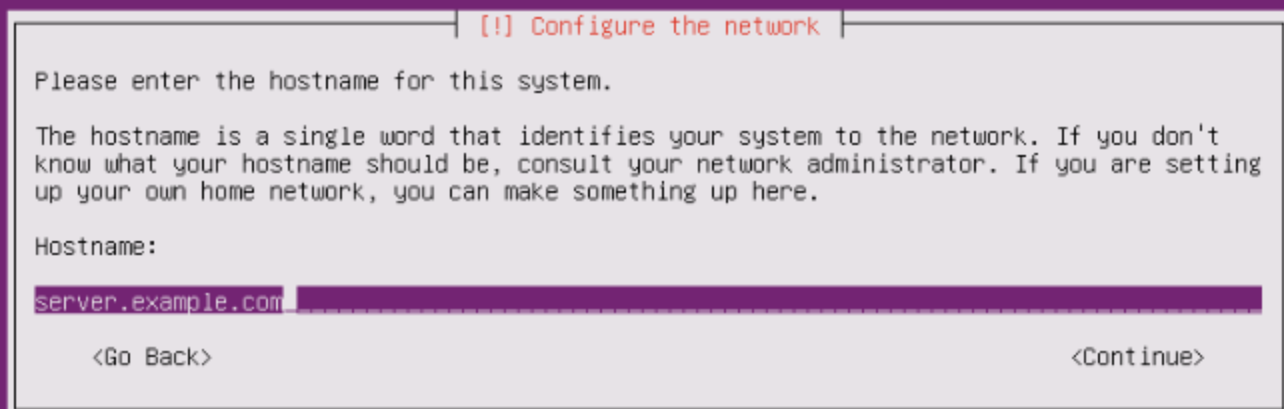 [!] Configure the network
Please enter the hostname for this system.
The hostname is a single word that identifies your system to the network. If you don't
know what your hostname should be, consult your network administrator. If you are setting
up your own home network, you can make something up here.
Hostname:
server.example.com
<Go Back> <Continue>